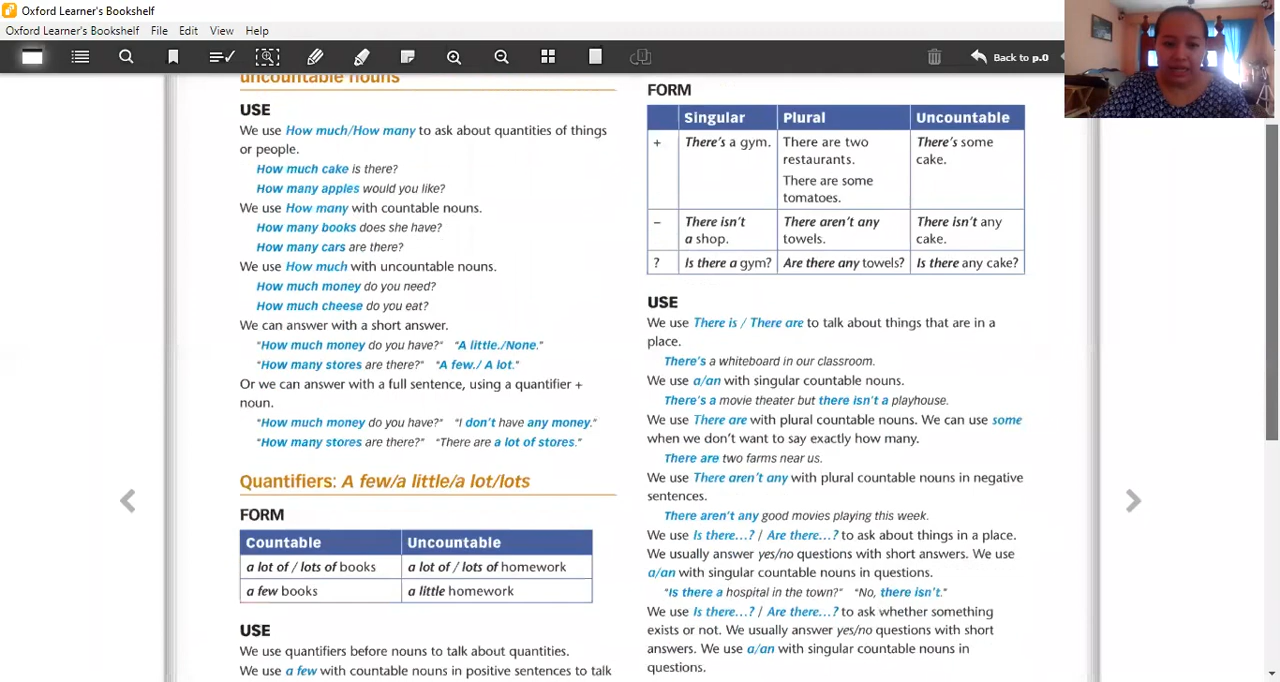 Oxford Learner's Bookshelf
Oxford Learner's Bookshelf File Edit View Help
Back to p.0
uncountable nouns
USE
We use How much/How many to ask about quantities of things
or people.
How much cake is there?
How many apples would you like?
We use How many with countable nouns.
How many books does she have?
How many cars are there?
We use How much with uncountable nouns.
How much money do you need?
How much cheese do you eat?
We can answer with a short answer.
"How much money do you have?" "A little./None."
"How many stores are there?" "A few./ A lot."
Or we can answer with a full sentence, using a quantifier +
noun.
"How much money do you have?" "I don't have any money."
"How many stores are there?" "There are a lot of stores."
Quantifiers: A few/a little/a lot/lots
FORM
Countable Uncountable
a lot of / lots of books a lot of / lots of homework
a few books a little homework
USE
We use quantifiers before nouns to talk about quantities.
We use a few with countable nouns in positive sentences to talk
FORM
Singular Plural Uncountable
+ There's a gym. There are two There's some
restaurants. cake.
There are some
tomatoes.
– There isn't There aren't any There isn't any
a shop. towels. cake.
? Is there a gym? Are there any towels? Is there any cake?
USE
We use There is / There are to talk about things that are in a
place.
There's a whiteboard in our classroom.
We use a/an with singular countable nouns.
There's a movie theater but there isn't a playhouse.
We use There are with plural countable nouns. We can use some
when we don't want to say exactly how many.
There are two farms near us.
We use There aren't any with plural countable nouns in negative
sentences.
There aren't any good movies playing this week.
We use Is there...? / Are there...? to ask about things in a place.
We usually answer yes/no questions with short answers. We use
a/an with singular countable nouns in questions.
"Is there a hospital in the town?" "No, there isn't."
We use Is there...? / Are there...? to ask whether something
exists or not. We usually answer yes/no questions with short
answers. We use a/an with singular countable nouns in
questions.